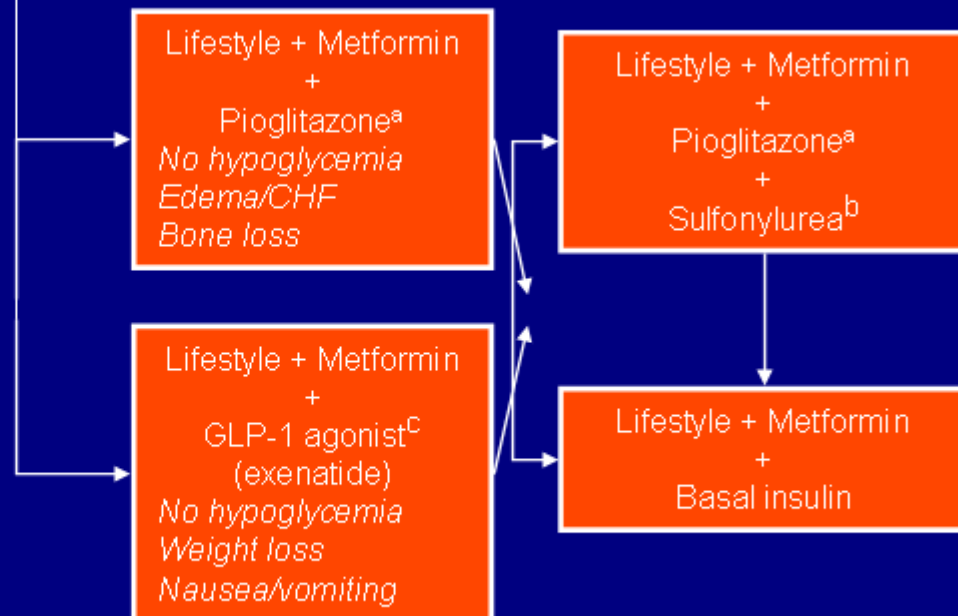 Lifestyle + Metformin
+
Pioglitazoneᵃ
No hypoglycemia
Edema/CHF
Bone loss
Lifestyle + Metformin
+
Pioglitazoneᵃ
+
Sulfonylureaᵇ
Lifestyle + Metformin
+
GLP-1 agonistᶜ
(exenatide)
No hypoglycemia
Weight loss
Nausea/vomiting
Lifestyle + Metformin
+
Basal insulin